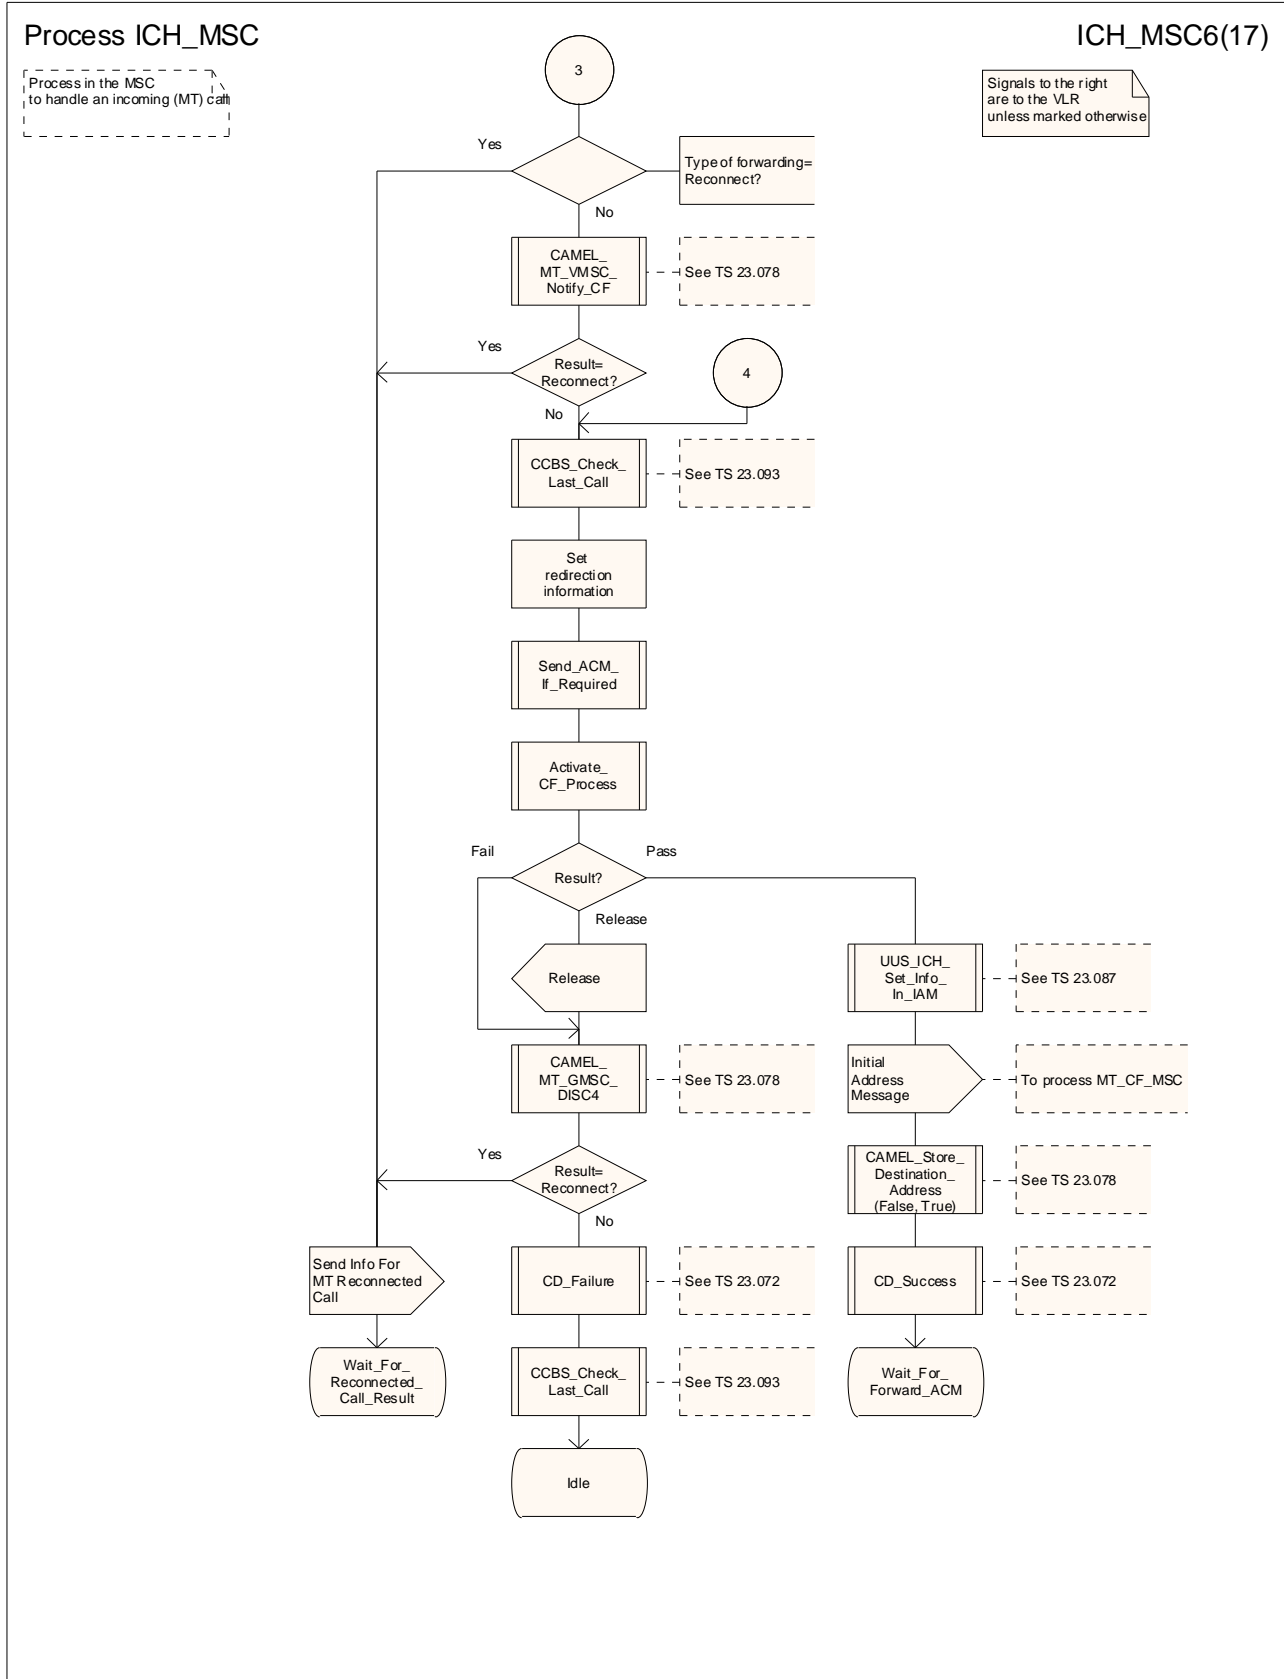 Process ICH_MSC
ICH_MSC6(17)
Process in the MSC
to handle an incoming (MT) call
Signals to the right
are to the VLR
unless marked otherwise
3
Yes
Type of forwarding=
Reconnect?
No
CAMEL_
MT_VMSC_
Notify_CF
See TS 23.078
Yes
Result=
Reconnect?
4
No
CCBS_Check_
Last_Call
See TS 23.093
Set
redirection
information
Send_ACM_
If_Required
Activate_
CF_Process
Fail
Result?
Pass
Release
Release
UUS_ICH_
Set_Info_
In_IAM
See TS 23.087
CAMEL_
MT_GMSC_
DISC4
See TS 23.078
Initial
Address
Message
To process MT_CF_MSC
Yes
Result=
Reconnect?
No
CAMEL_Store_
Destination_
Address
(False, True)
See TS 23.078
Send Info For
MT Reconnected
Call
CD_Failure
See TS 23.072
CD_Success
See TS 23.072
Wait_For_
Reconnected_
Call_Result
CCBS_Check_
Last_Call
See TS 23.093
Wait_For_
Forward_ACM
Idle